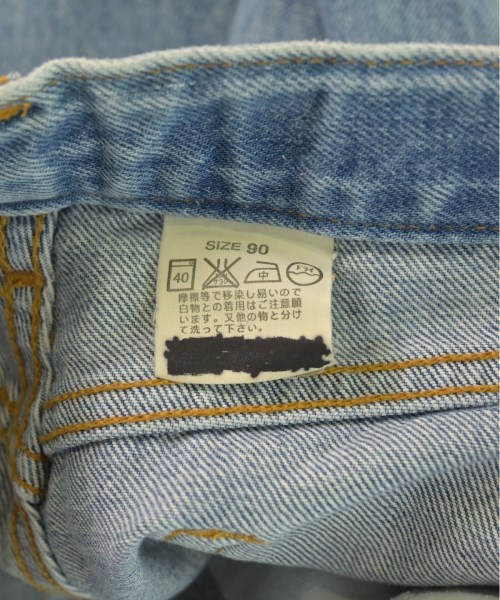 SIZE 90
40 中 ドライ
摩擦等で移染し易いので
白物との着用はご注意願
います。又他の物と分け
て洗って下さい。